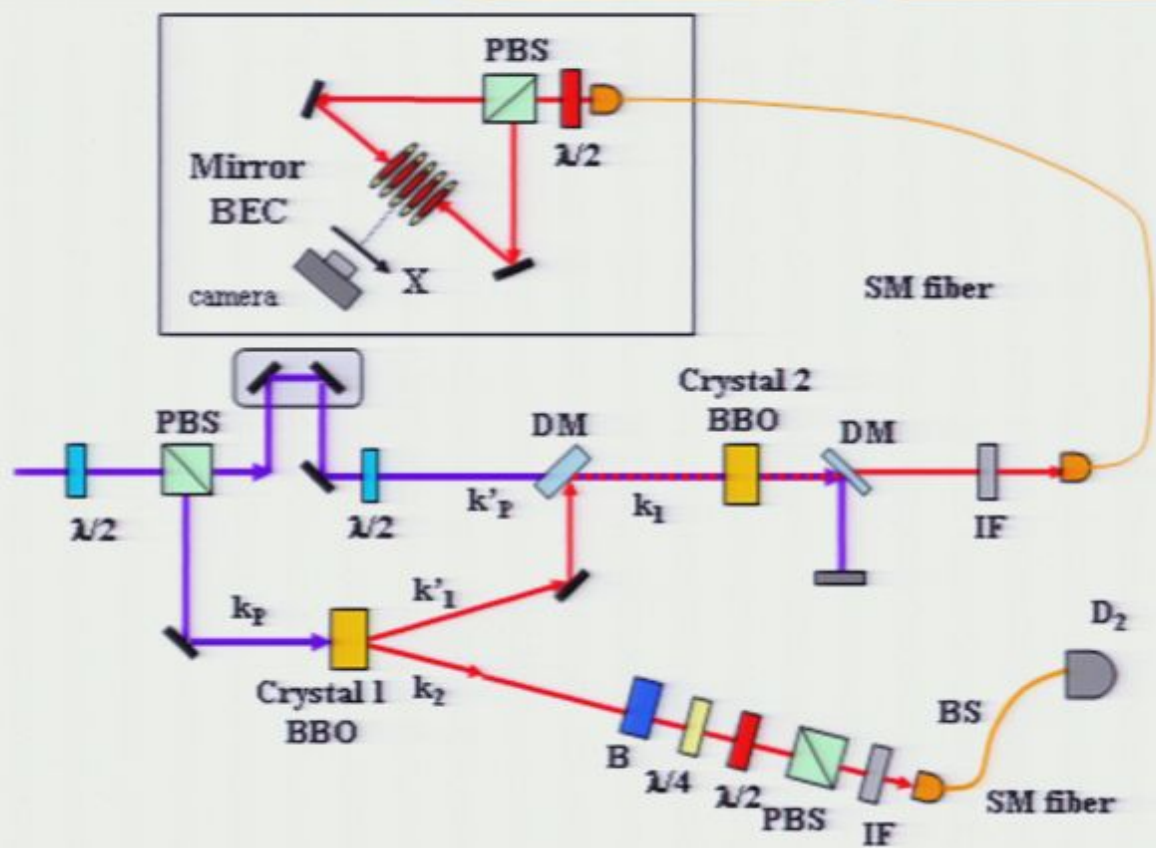 PBS
λ/2
Mirror
BEC
camera
X
SM fiber
Crystal 2
BBO
PBS
DM
DM
λ/2
λ/2
k'P
k1
IF
k'1
kP
D2
Crystal 1
BBO
k2
BS
B
λ/4
λ/2
PBS
IF
SM fiber